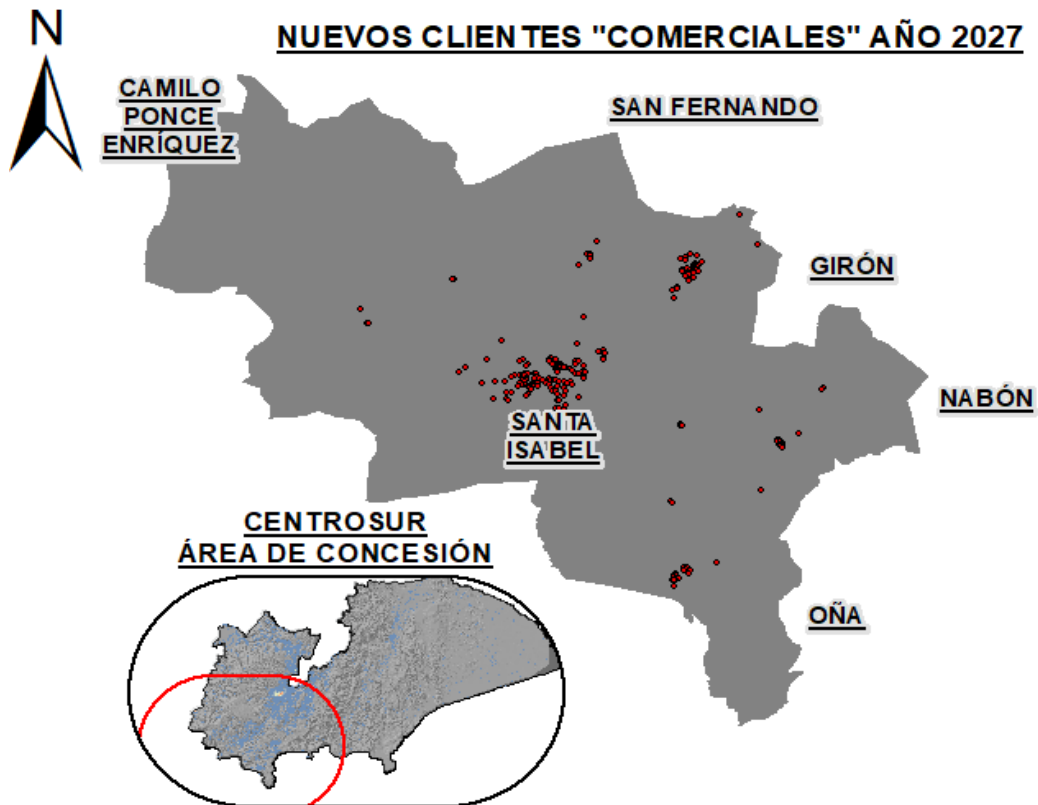 N
NUEVOS CLIENTES "COMERCIALES" AÑO 2027
CAMILO
PONCE
ENRÍQUEZ
SAN FERNANDO
GIRÓN
NABÓN
SANTA
ISABEL
CENTROSUR
ÁREA DE CONCESIÓN
OÑA